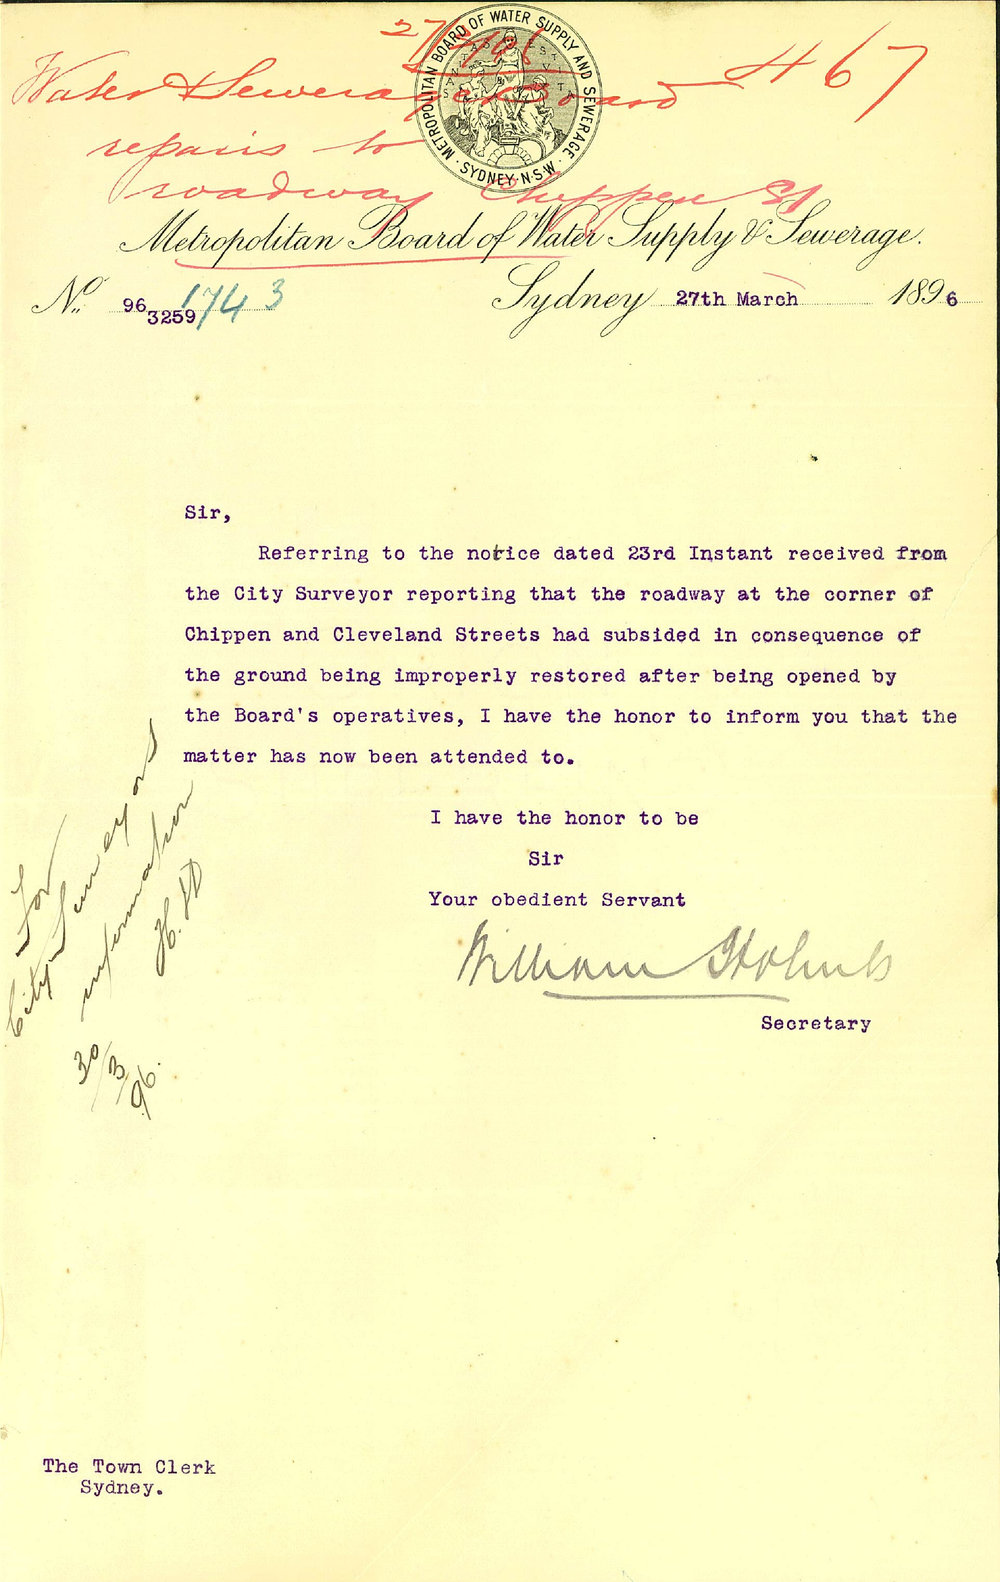 27/3/96
467
METROPOLITAN BOARD OF WATER SUPPLY AND SEWERAGE.
SYDNEY·N·S·W·
Water & Sewerage Board
repairs to
roadway Chippen St
Metropolitan Board of Water Supply & Sewerage.
No. 96 3259 1743
Sydney 27th March 1896
Sir,
Referring to the notice dated 23rd Instant received from
the City Surveyor reporting that the roadway at the corner of
Chippen and Cleveland Streets had subsided in consequence of
the ground being improperly restored after being opened by
the Board's operatives, I have the honor to inform you that the
matter has now been attended to.
I have the honor to be
Sir
Your obedient Servant
William Holmes
Secretary
For
City Surveyors
information
30/3/96.
The Town Clerk
Sydney.